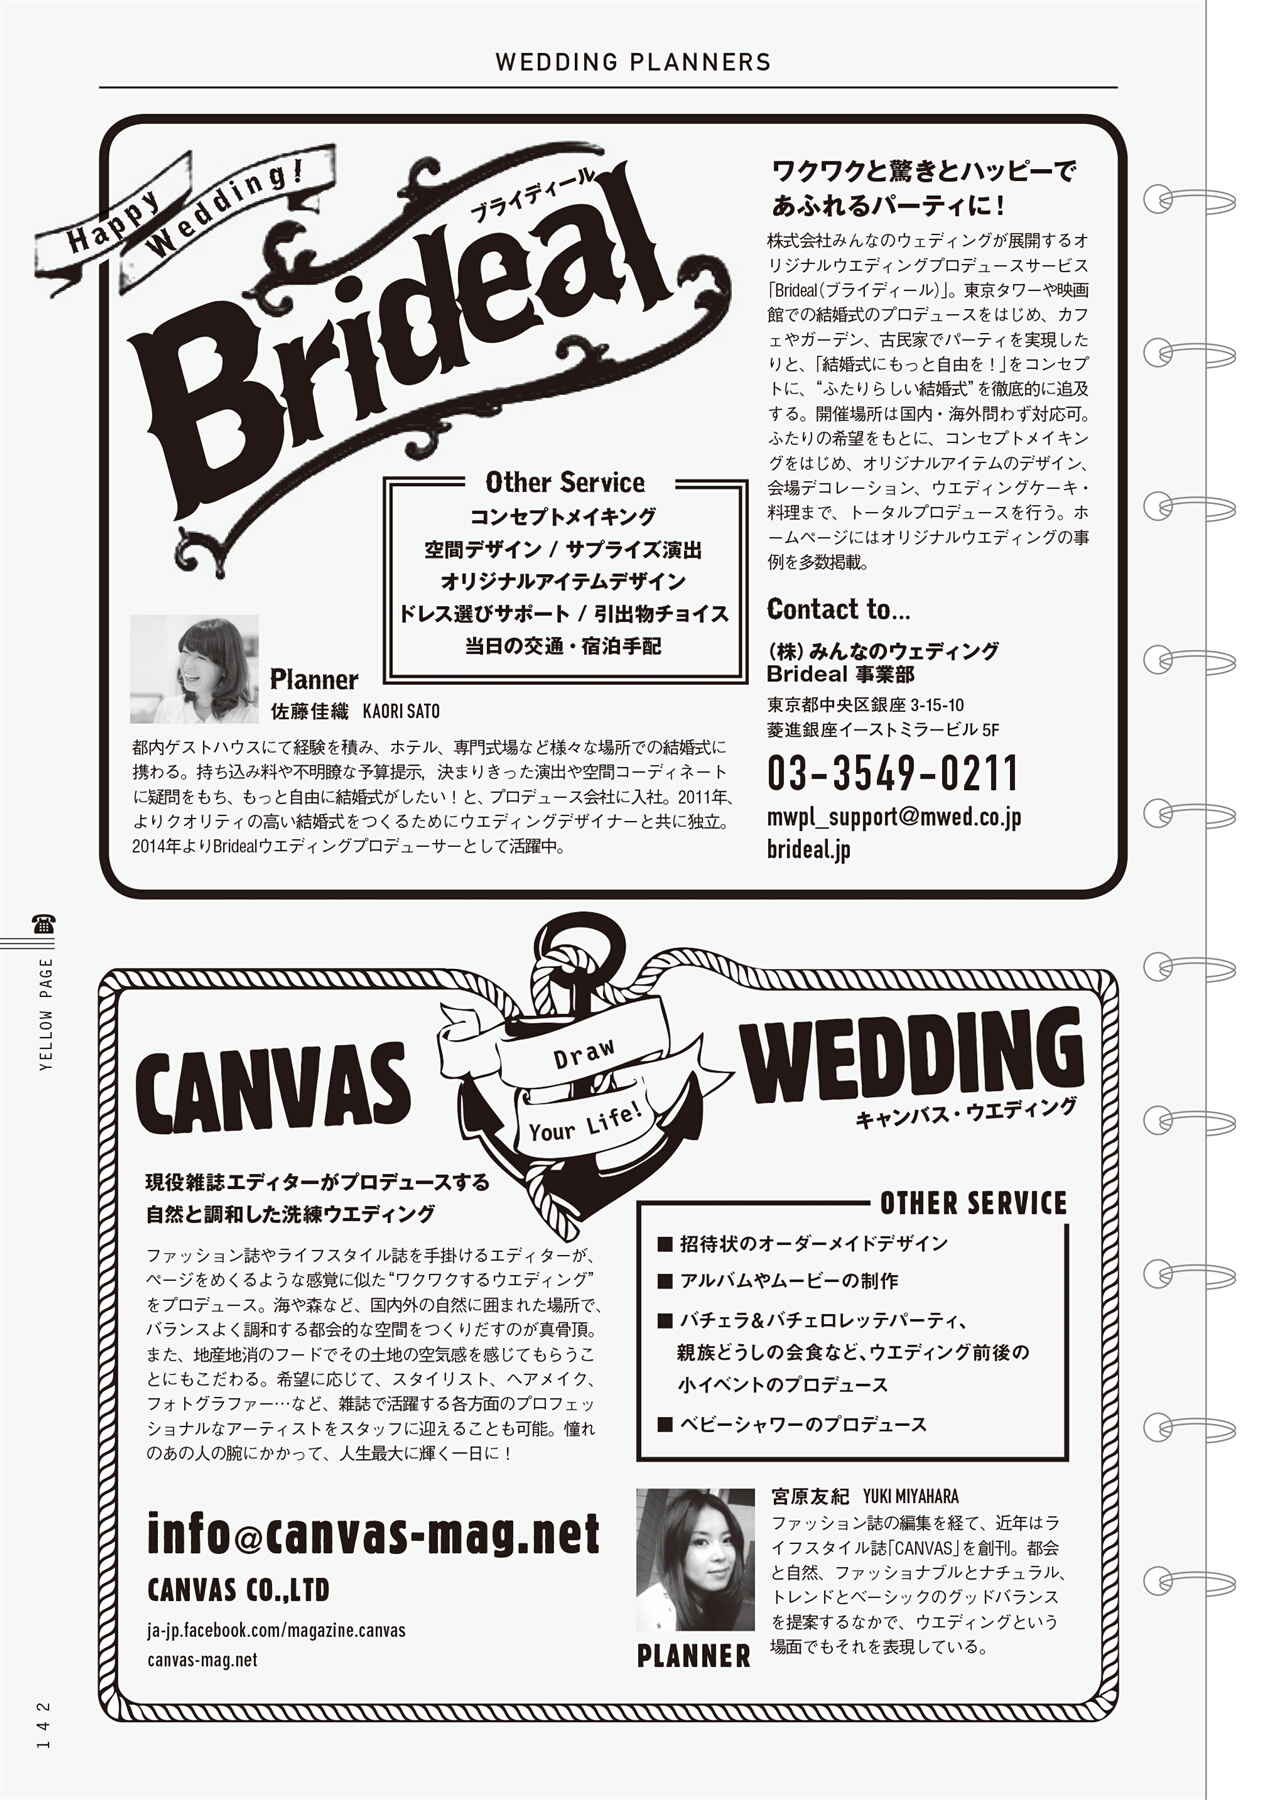 WEDDING PLANNERS
Happy
Wedding!
ブライディール
Brideal
ワクワクと驚きとハッピーで
あふれるパーティに!
株式会社みんなのウェディングが展開するオ
リジナルウエディングプロデュースサービス
「Brideal(ブライディール)」。東京タワーや映画
館での結婚式のプロデュースをはじめ、カフ
ェやガーデン、古民家でパーティを実現した
りと、「結婚式にもっと自由を!」をコンセプ
トに、“ふたりらしい結婚式”を徹底的に追及
する。開催場所は国内・海外問わず対応可。
ふたりの希望をもとに、コンセプトメイキン
グをはじめ、オリジナルアイテムのデザイン、
会場デコレーション、ウエディングケーキ・
料理まで、トータルプロデュースを行う。ホ
ームページにはオリジナルウエディングの事
例を多数掲載。
Other Service
コンセプトメイキング
空間デザイン / サプライズ演出
オリジナルアイテムデザイン
ドレス選びサポート / 引出物チョイス
当日の交通・宿泊手配
Planner
佐藤佳織 KAORI SATO
都内ゲストハウスにて経験を積み、ホテル、専門式場など様々な場所での結婚式に
携わる。持ち込み料や不明瞭な予算提示、決まりきった演出や空間コーディネート
に疑問をもち、もっと自由に結婚式がしたい!と、プロデュース会社に入社。2011年、
よりクオリティの高い結婚式をつくるためにウエディングデザイナーと共に独立。
2014年よりBridealウエディングプロデューサーとして活躍中。
Contact to...
(株)みんなのウェディング
Brideal 事業部
東京都中央区銀座 3-15-10
菱進銀座イーストミラービル 5F
03-3549-0211
mwpl_support@mwed.co.jp
brideal.jp
YELLOW PAGE
CANVAS
Draw
Your Life!
WEDDING
キャンバス・ウエディング
現役雑誌エディターがプロデュースする
自然と調和した洗練ウエディング
ファッション誌やライフスタイル誌を手掛けるエディターが、
ページをめくるような感覚に似た“ワクワクするウエディング”
をプロデュース。海や森など、国内外の自然に囲まれた場所で、
バランスよく調和する都会的な空間をつくりだすのが真骨頂。
また、地産地消のフードでその土地の空気感を感じてもらうこ
とにもこだわる。希望に応じて、スタイリスト、ヘアメイク、
フォトグラファー…など、雑誌で活躍する各方面のプロフェッ
ショナルなアーティストをスタッフに迎えることも可能。憧れ
のあの人の腕にかかって、人生最大に輝く一日に!
info@canvas-mag.net
CANVAS CO.,LTD
ja-jp.facebook.com/magazine.canvas
canvas-mag.net
OTHER SERVICE
■ 招待状のオーダーメイドデザイン
■ アルバムやムービーの制作
■ バチェラ&バチェロレッテパーティ、
親族どうしの会食など、ウエディング前後の
小イベントのプロデュース
■ ベビーシャワーのプロデュース
PLANNER
宮原友紀 YUKI MIYAHARA
ファッション誌の編集を経て、近年はラ
イフスタイル誌「CANVAS」を創刊。都会
と自然、ファッショナブルとナチュラル、
トレンドとベーシックのグッドバランス
を提案するなかで、ウエディングという
場面でもそれを表現している。
142